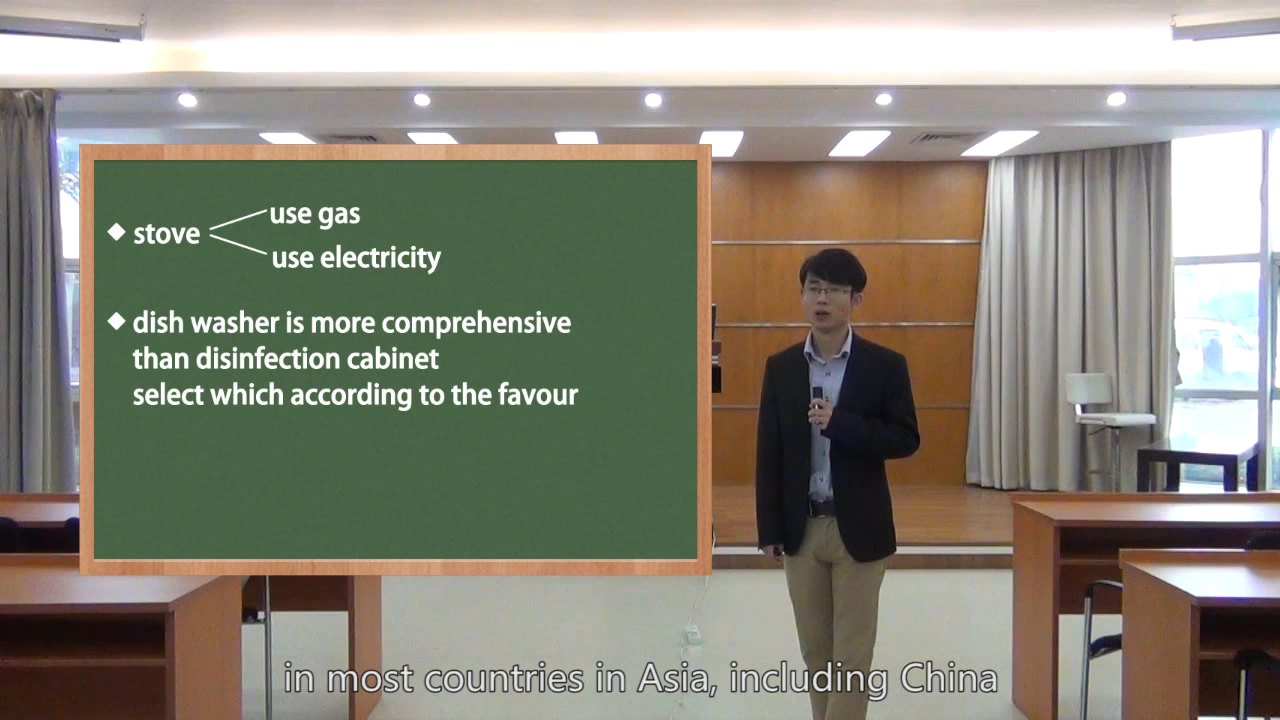 use gas
◆ stove
use electricity
◆ dish washer is more comprehensive
than disinfection cabinet
select which according to the favour
in most countries in Asia, including China